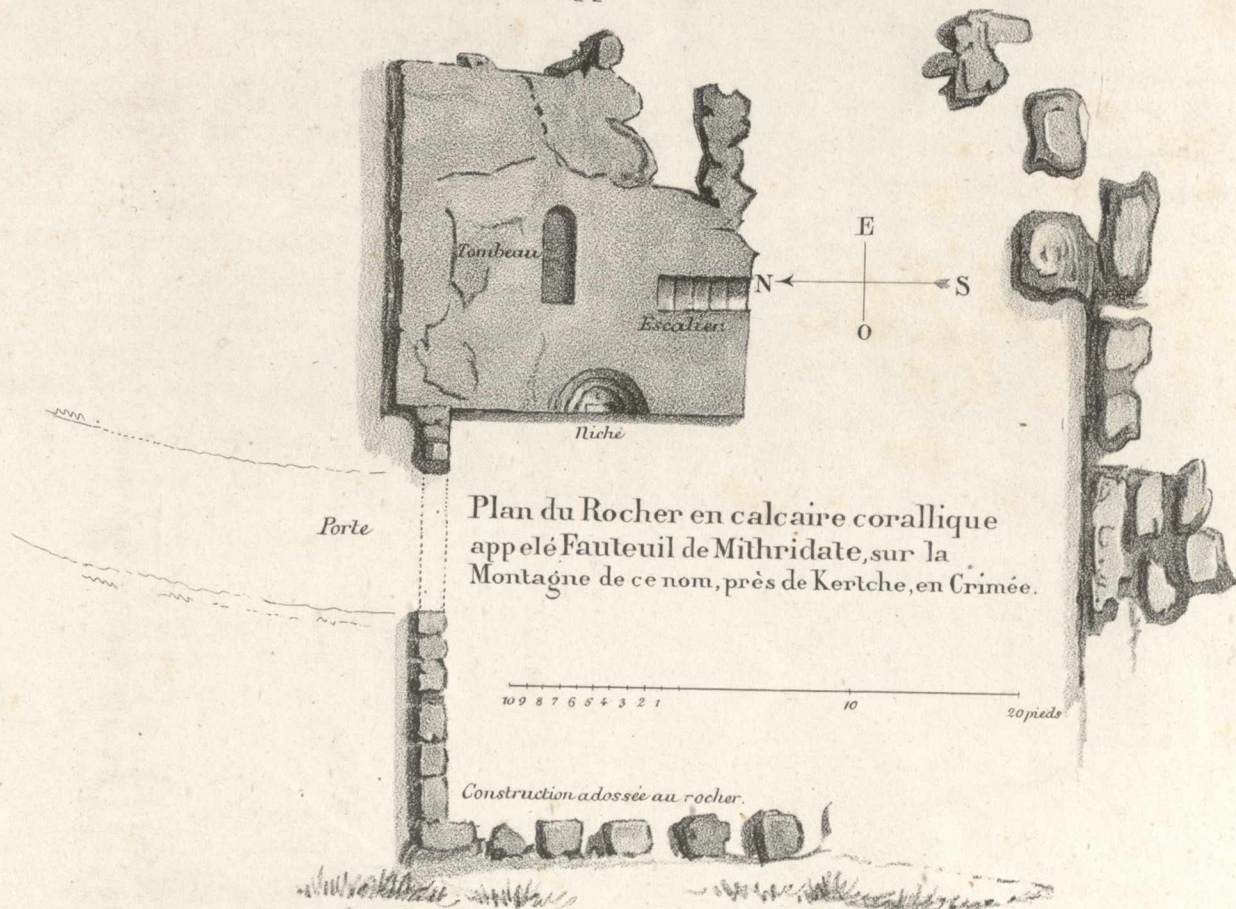 E
Tombeau
N
S
Escalier
O
Niche
Porte
Plan du Rocher en calcaire corallique
appelé Fauteuil de Mithridate, sur la
Montagne de ce nom, près de Kertche, en Crimée.
10 9 8 7 6 5 4 3 2 1 10 20 pieds
Construction adossée au rocher.